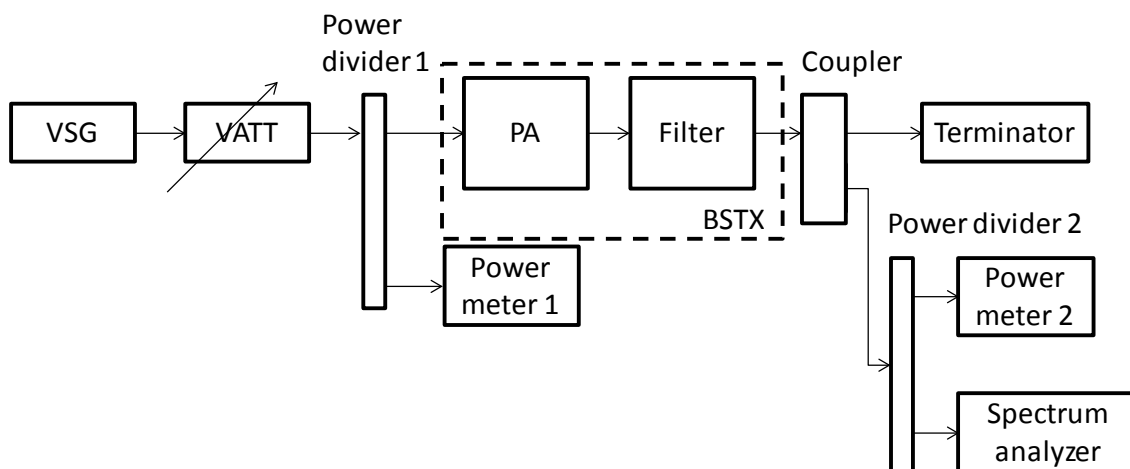 Power
divider 1
VSG
VATT
PA
Filter
BSTX
Coupler
Terminator
Power
meter 1
Power divider 2
Power
meter 2
Spectrum
analyzer